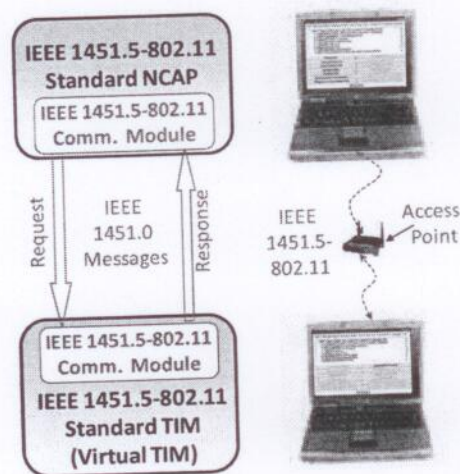 IEEE 1451.5-802.11
Standard NCAP
IEEE 1451.5-802.11
Comm. Module
Request
IEEE
1451.0
Messages
Response
IEEE 1451.5-802.11
Comm. Module
IEEE 1451.5-802.11
Standard TIM
(Virtual TIM)
IEEE
1451.5-
802.11
Access
Point